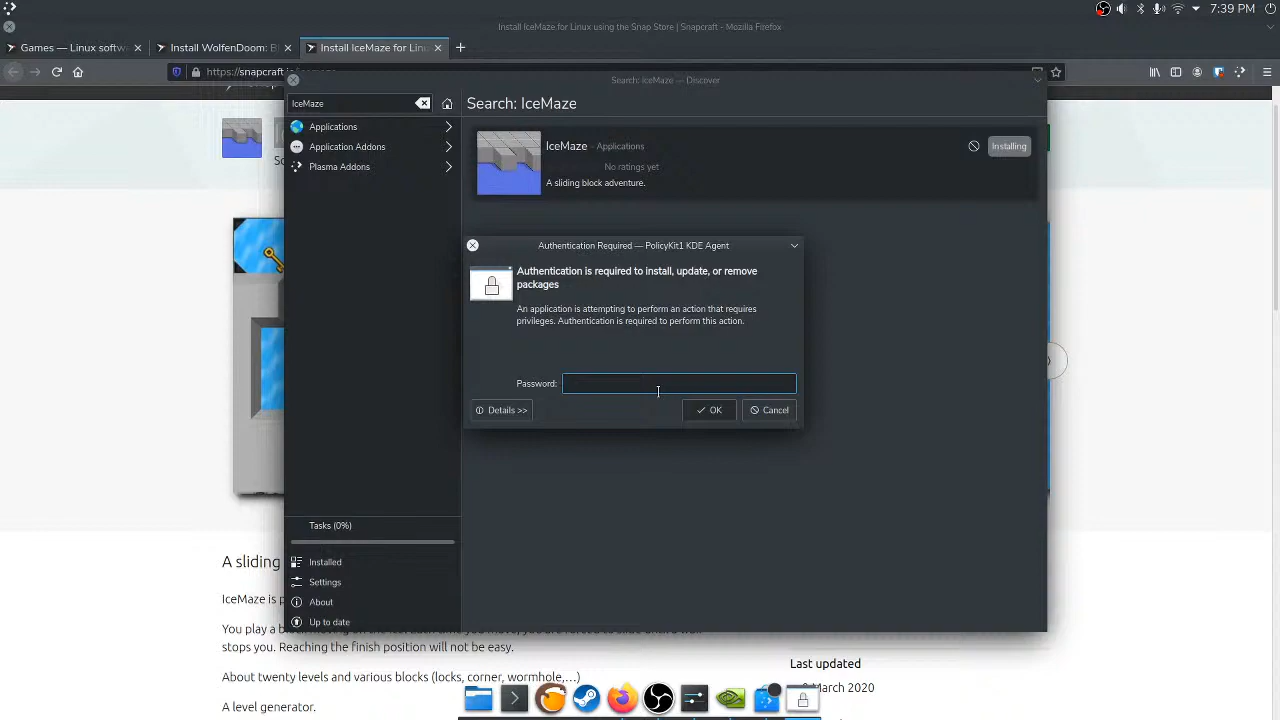 7:39 PM
Install IceMaze for Linux using the Snap Store | Snapcraft - Mozilla Firefox
Games — Linux softw
Install WolfenDoom: B
Install IceMaze for Linux
https://snapcraft.io/icemaze
Search: IceMaze — Discover
IceMaze
Search: IceMaze
Applications
Application Addons
Plasma Addons
IceMaze - Applications
No ratings yet
A sliding block adventure.
Installing
Authentication Required — PolicyKit1 KDE Agent
Authentication is required to install, update, or remove
packages
An application is attempting to perform an action that requires
privileges. Authentication is required to perform this action.
Password:
Details >>
OK
Cancel
Tasks (0%)
Installed
Settings
About
Up to date
A sliding
IceMaze is p
You play a
stops you. Reaching the finish position will not be easy.
About twenty levels and various blocks (locks, corner, wormhole,...)
A level generator.
Last updated
March 2020